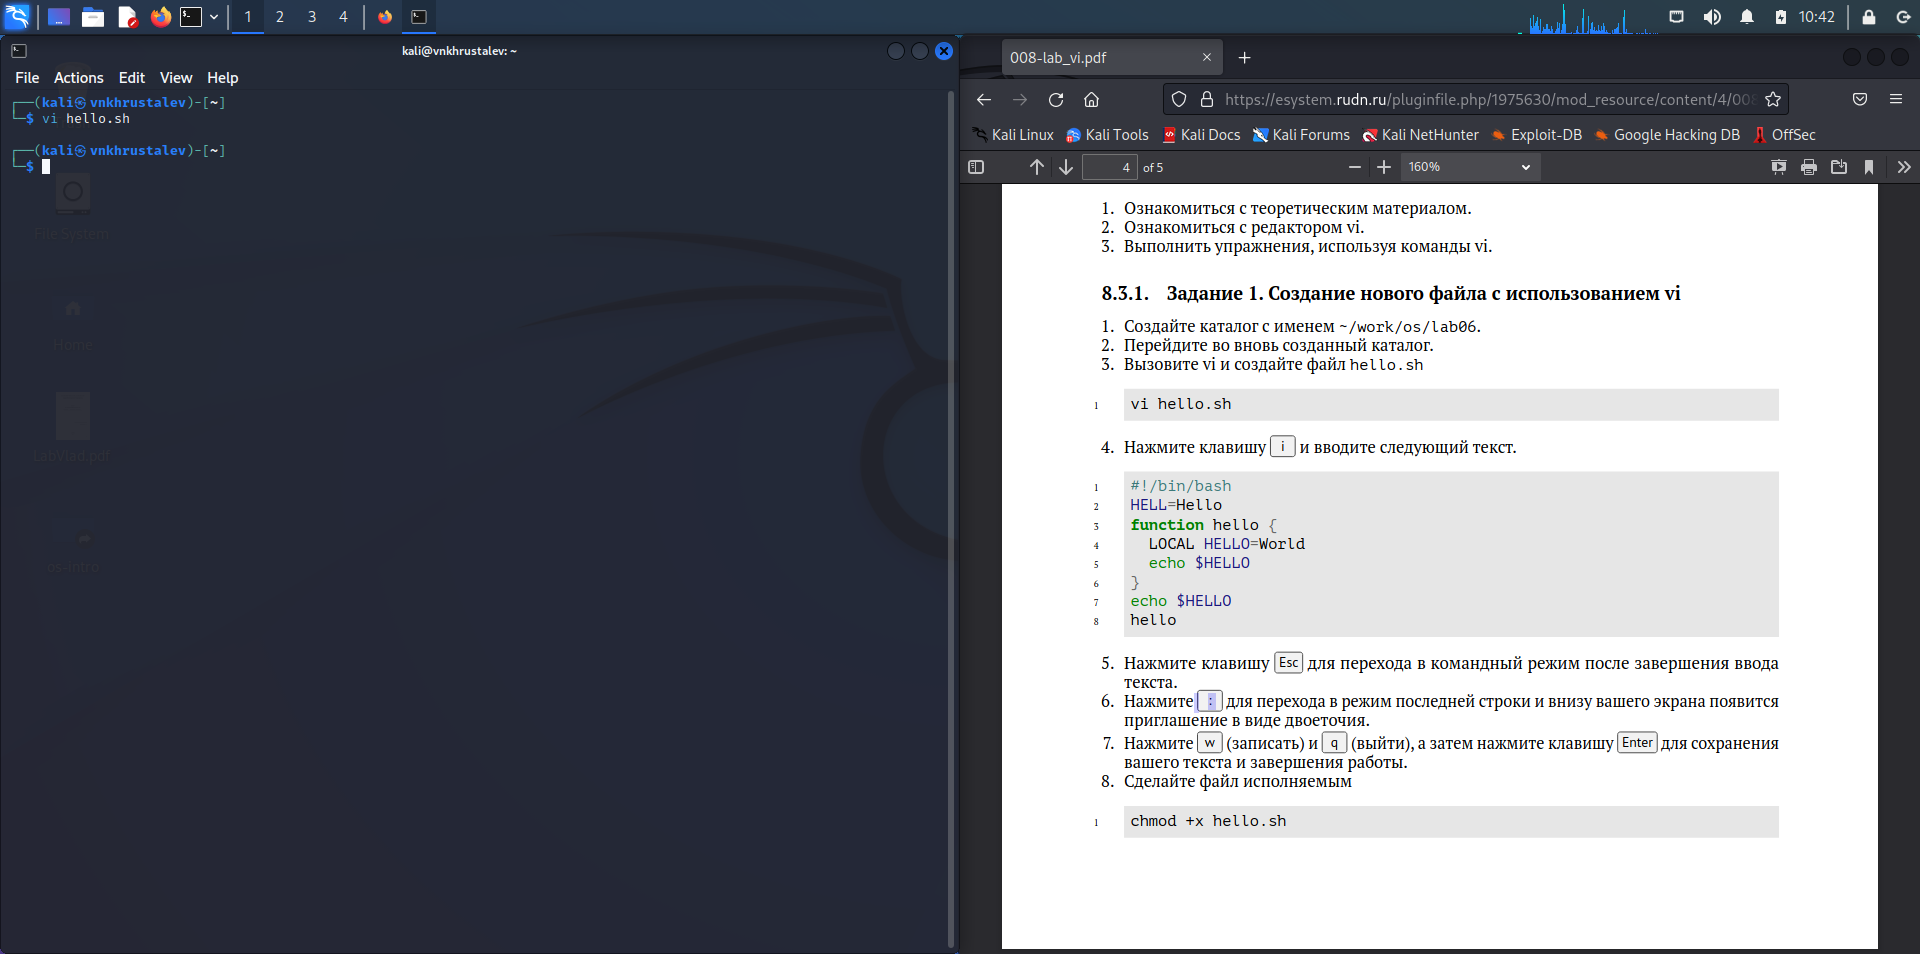 1 2 3 4 10:42
kali@vnkhrustalev: ~
File Actions Edit View Help
┌──(kali㉿vnkhrustalev)-[~]
└─$ vi hello.sh
┌──(kali㉿vnkhrustalev)-[~]
└─$
File System
Home
LabVlad.pdf
os-intro
008-lab_vi.pdf
https://esystem.rudn.ru/pluginfile.php/1975630/mod_resource/content/4/008
Kali Linux Kali Tools Kali Docs Kali Forums Kali NetHunter Exploit-DB Google Hacking DB OffSec
4 of 5 160%
1. Ознакомиться с теоретическим материалом.
2. Ознакомиться с редактором vi.
3. Выполнить упражнения, используя команды vi.
8.3.1. Задание 1. Создание нового файла с использованием vi
1. Создайте каталог с именем ~/work/os/lab06.
2. Перейдите во вновь созданный каталог.
3. Вызовите vi и создайте файл hello.sh
1 vi hello.sh
4. Нажмите клавишу i и вводите следующий текст.
1 #!/bin/bash
2 HELL=Hello
3 function hello {
4 LOCAL HELLO=World
5 echo $HELLO
6 }
7 echo $HELLO
8 hello
5. Нажмите клавишу Esc для перехода в командный режим после завершения ввода
текста.
6. Нажмите : для перехода в режим последней строки и внизу вашего экрана появится
приглашение в виде двоеточия.
7. Нажмите w (записать) и q (выйти), а затем нажмите клавишу Enter для сохранения
вашего текста и завершения работы.
8. Сделайте файл исполняемым
1 chmod +x hello.sh